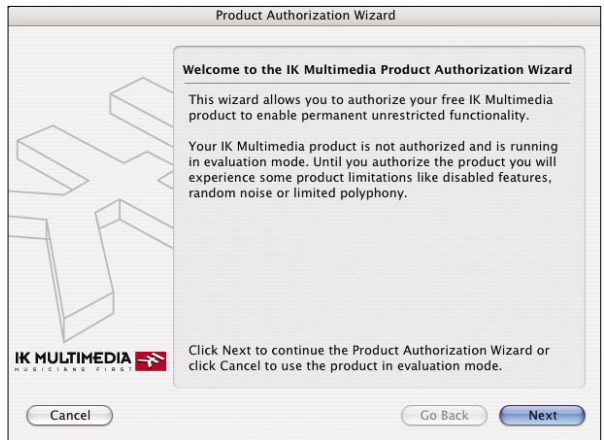 Product Authorization Wizard
Welcome to the IK Multimedia Product Authorization Wizard
This wizard allows you to authorize your free IK Multimedia
product to enable permanent unrestricted functionality.
Your IK Multimedia product is not authorized and is running
in evaluation mode. Until you authorize the product you will
experience some product limitations like disabled features,
random noise or limited polyphony.
Click Next to continue the Product Authorization Wizard or
click Cancel to use the product in evaluation mode.
IK MULTIMEDIA
MUSICIANS FIRST
Cancel
Go Back
Next